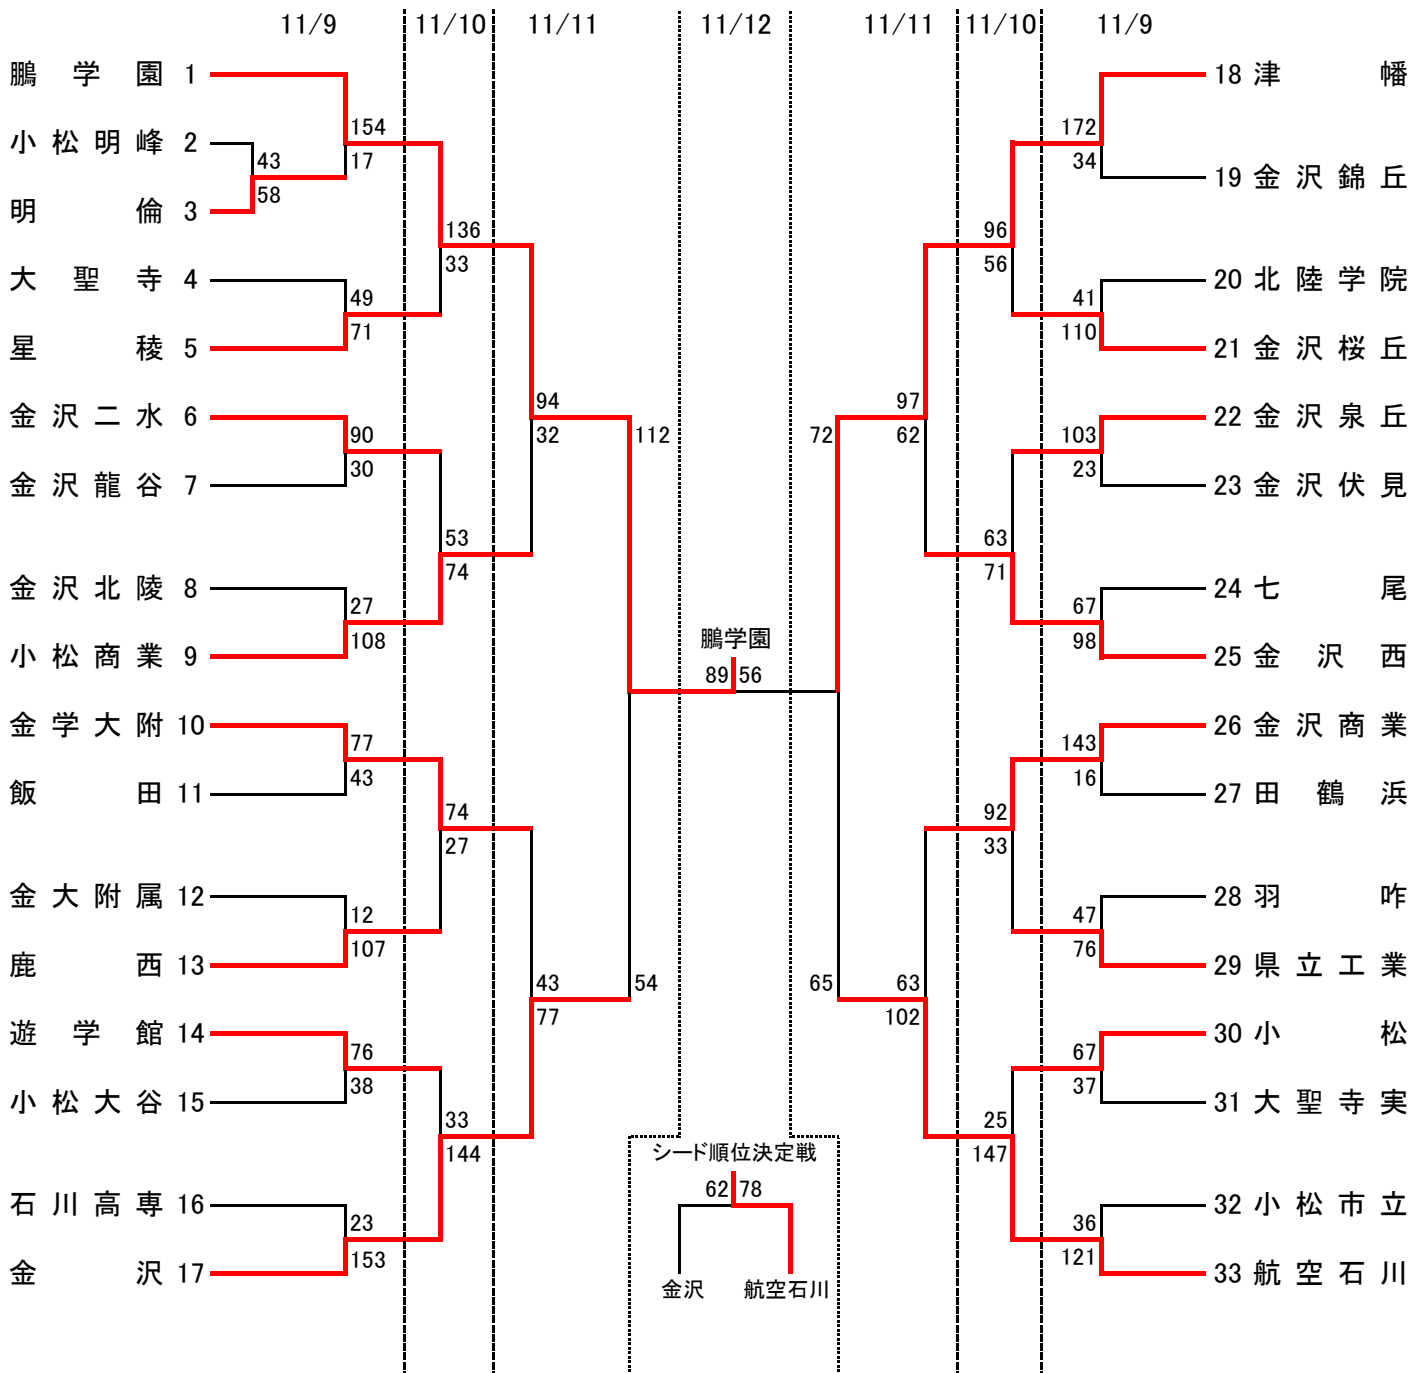 11/9 11/10 11/11 11/12 11/11 11/10 11/9
鵬学園 1
154
17
小松明峰 2
43
58
明倫 3
136
33
大聖寺 4
49
71
星稜 5
94
32
112
金沢二水 6
90
30
金沢龍谷 7
53
74
金沢北陵 8
27
108
小松商業 9
金学大附 10
77
43
飯田 11
74
27
金大附属 12
12
107
鹿西 13
43
77
54
遊学館 14
76
38
小松大谷 15
33
144
石川高専 16
23
153
金沢 17
鵬学園
89 56
シード順位決定戦
62 78
金沢 航空石川
18 津幡
172
34
19 金沢錦丘
96
56
20 北陸学院
41
110
21 金沢桜丘
97
62
72
22 金沢泉丘
103
23
23 金沢伏見
63
71
24 七尾
67
98
25 金沢西
26 金沢商業
143
16
27 田鶴浜
92
33
28 羽咋
47
76
29 県立工業
63
102
65
30 小松
67
37
31 大聖寺実
25
147
32 小松市立
36
121
33 航空石川